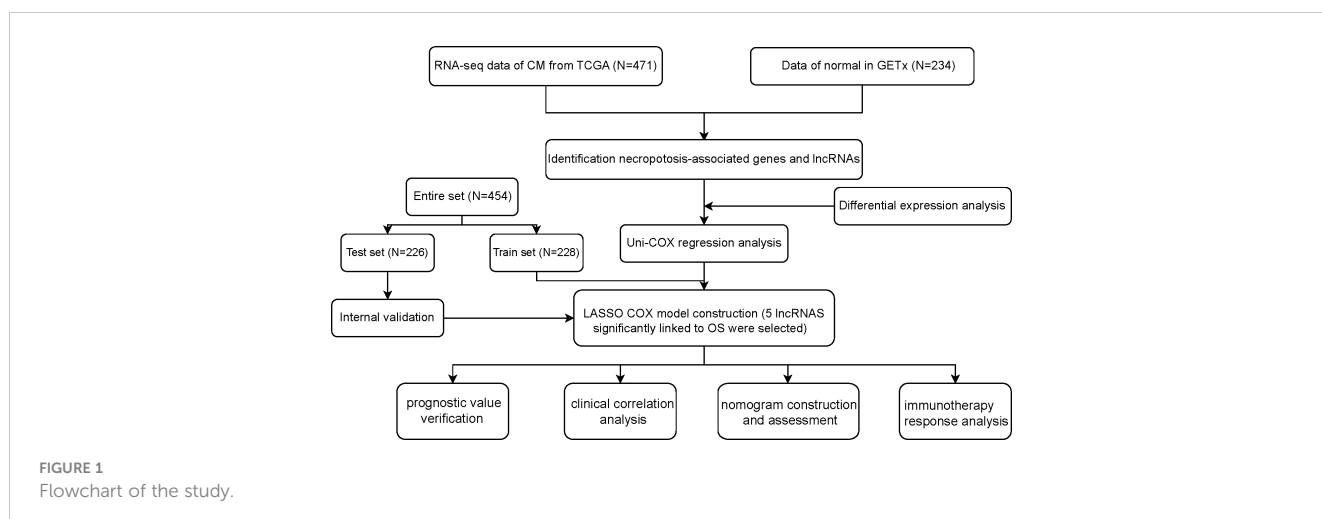 RNA-seq data of CM from TCGA (N=471)
Data of normal in GETx (N=234)
Identification necropotosis-associated genes and lncRNAs
Entire set (N=454)
Differential expression analysis
Test set (N=226)
Train set (N=228)
Uni-COX regression analysis
Internal validation
LASSO COX model construction (5 lncRNAS
significantly linked to OS were selected)
prognostic value
verification
clinical correlation
analysis
nomogram construction
and assessment
immunotherapy
response analysis
FIGURE 1
Flowchart of the study.